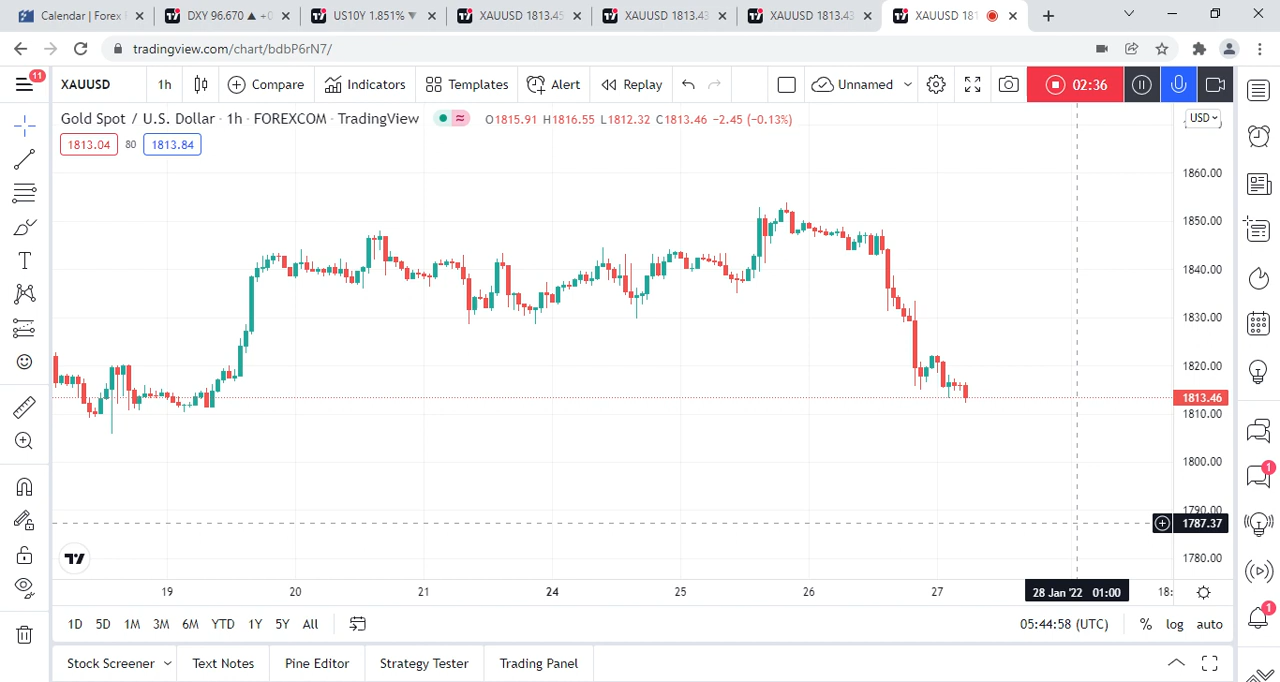 Calendar | Forex
DXY 96.670 ▲ +0
US10Y 1.851% ▼
XAUUSD 1813.45
XAUUSD 1813.43
XAUUSD 1813.43
XAUUSD 181
tradingview.com/chart/bdbP6rN7/
11
XAUUSD
1h
Compare
Indicators
Templates
Alert
Replay
Unnamed
02:36
Gold Spot / U.S. Dollar · 1h · FOREXCOM · TradingView
O1815.91 H1816.55 L1812.32 C1813.46 −2.45 (−0.13%)
USD
1813.04
80
1813.84
1860.00
1850.00
1840.00
1830.00
1820.00
1813.46
1810.00
1800.00
1787.37
1780.00
19
20
21
24
25
26
27
28 Jan '22 01:00
18:
1D
5D
1M
3M
6M
YTD
1Y
5Y
All
05:44:58 (UTC)
%
log
auto
Stock Screener
Text Notes
Pine Editor
Strategy Tester
Trading Panel
1
1